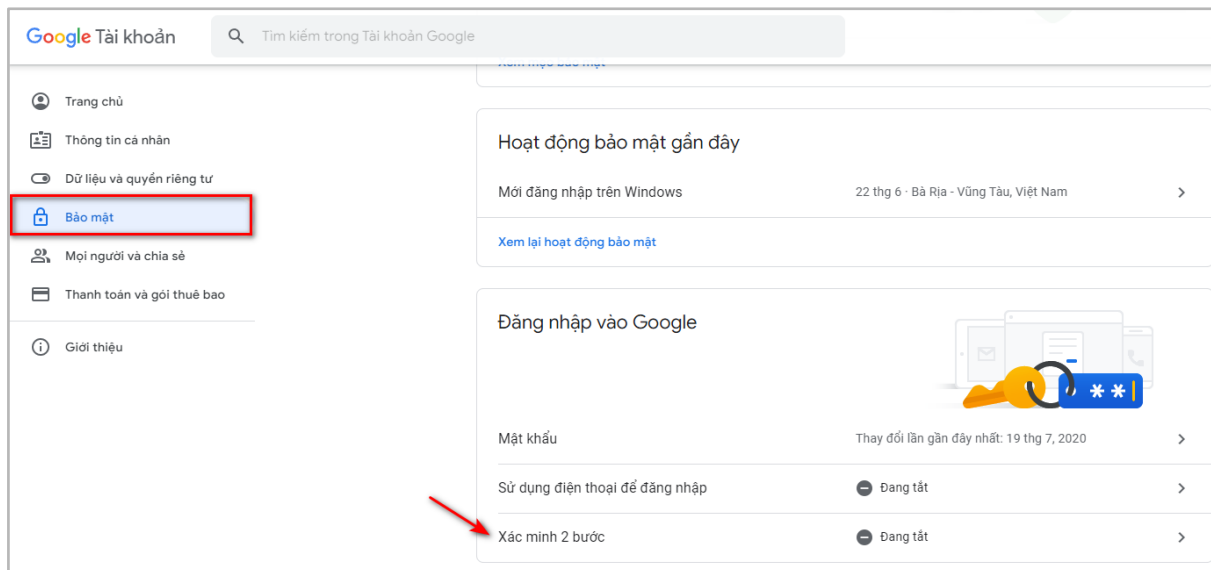 Google Tài khoản
Tìm kiếm trong Tài khoản Google
Trang chủ
Thông tin cá nhân
Dữ liệu và quyền riêng tư
Bảo mật
Mọi người và chia sẻ
Thanh toán và gói thuê bao
Giới thiệu
Hoạt động bảo mật gần đây
Mới đăng nhập trên Windows
22 thg 6 · Bà Rịa - Vũng Tàu, Việt Nam
Xem lại hoạt động bảo mật
Đăng nhập vào Google
**
Mật khẩu
Thay đổi lần gần đây nhất: 19 thg 7, 2020
Sử dụng điện thoại để đăng nhập
Đang tắt
Xác minh 2 bước
Đang tắt